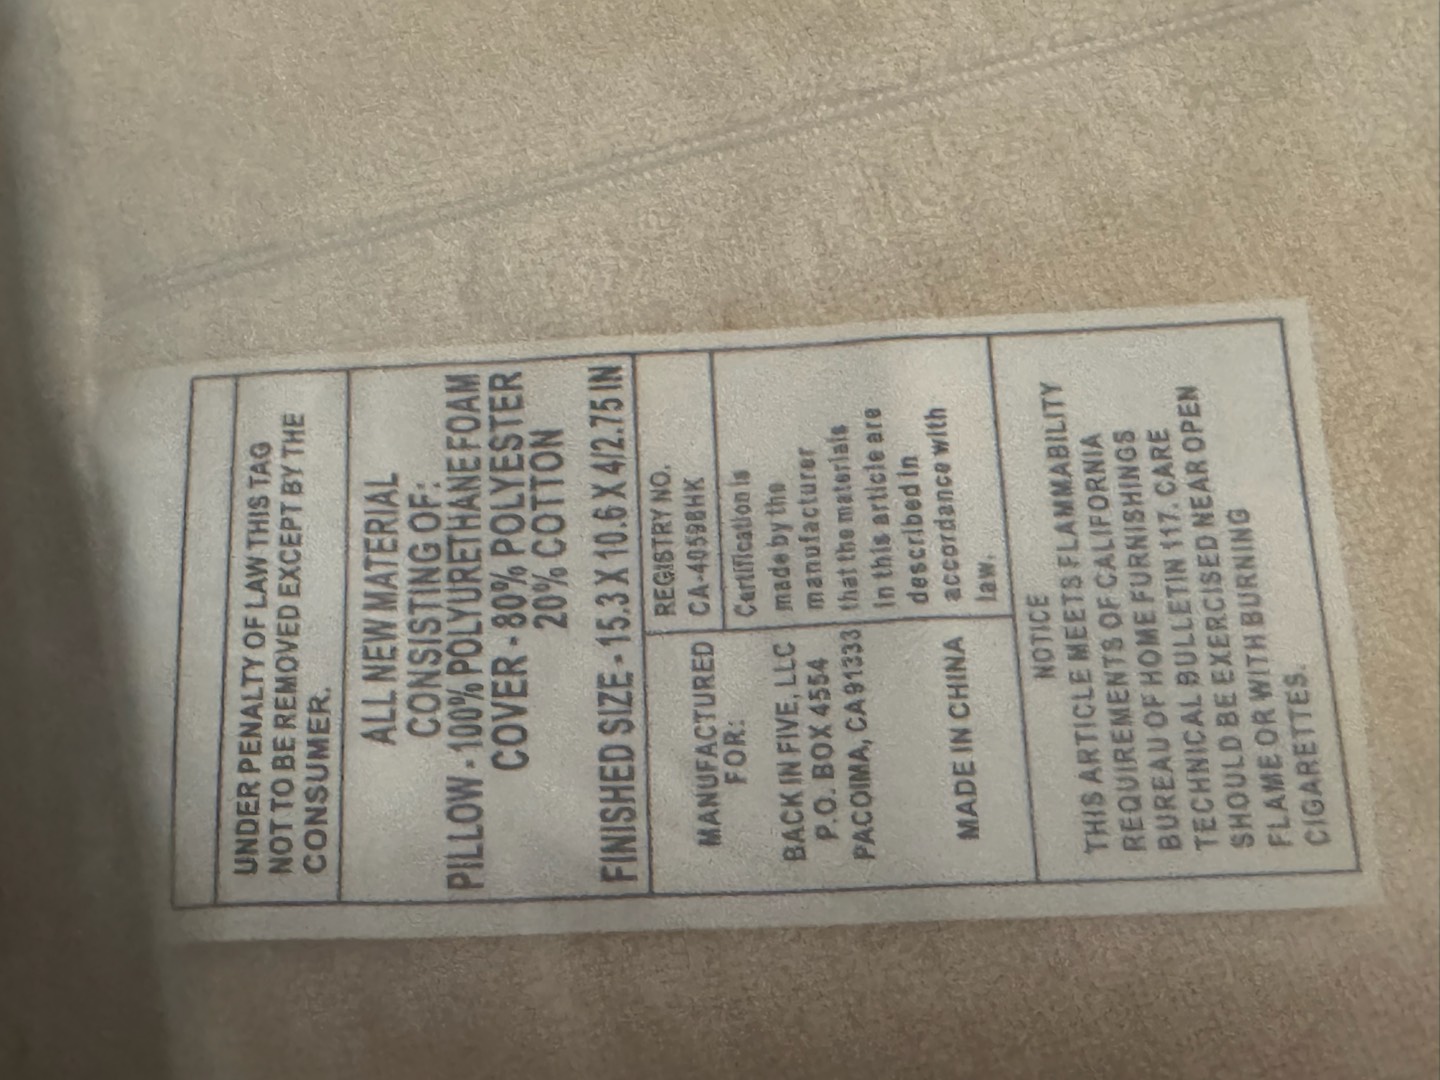 UNDER PENALTY OF LAW THIS TAG
NOT TO BE REMOVED EXCEPT BY THE
CONSUMER.
ALL NEW MATERIAL
CONSISTING OF:
PILLOW - 100% POLYURETHANE FOAM
COVER - 80% POLYESTER
20% COTTON
FINISHED SIZE - 15.3 X 10.6 X 4/2.75 IN
MANUFACTURED
FOR:
BACK IN FIVE, LLC
P.O. BOX 4554
PACOIMA, CA 91333
MADE IN CHINA
REGISTRY NO.
CA-40598HK
Certification is
made by the
manufacturer
that the materials
in this article are
described in
accordance with
law.
NOTICE
THIS ARTICLE MEETS FLAMMABILITY
REQUIREMENTS OF CALIFORNIA
BUREAU OF HOME FURNISHINGS
TECHNICAL BULLETIN 117. CARE
SHOULD BE EXERCISED NEAR OPEN
FLAME OR WITH BURNING
CIGARETTES.